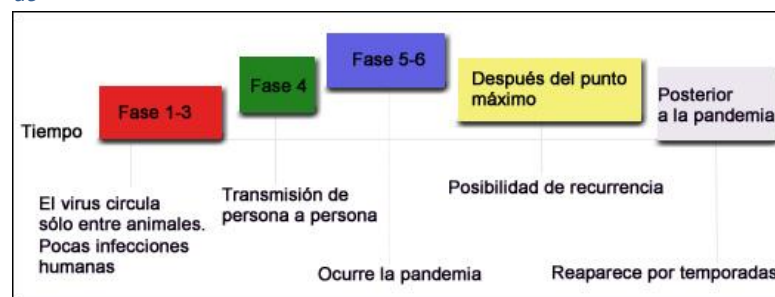 Fase 1-3
Fase 4
Fase 5-6
Después del punto
máximo
Posterior
a la pandemia
Tiempo
El virus circula
sólo entre animales.
Pocas infecciones
humanas
Transmisión de
persona a persona
Ocurre la pandemia
Posibilidad de recurrencia
Reaparece por temporadas